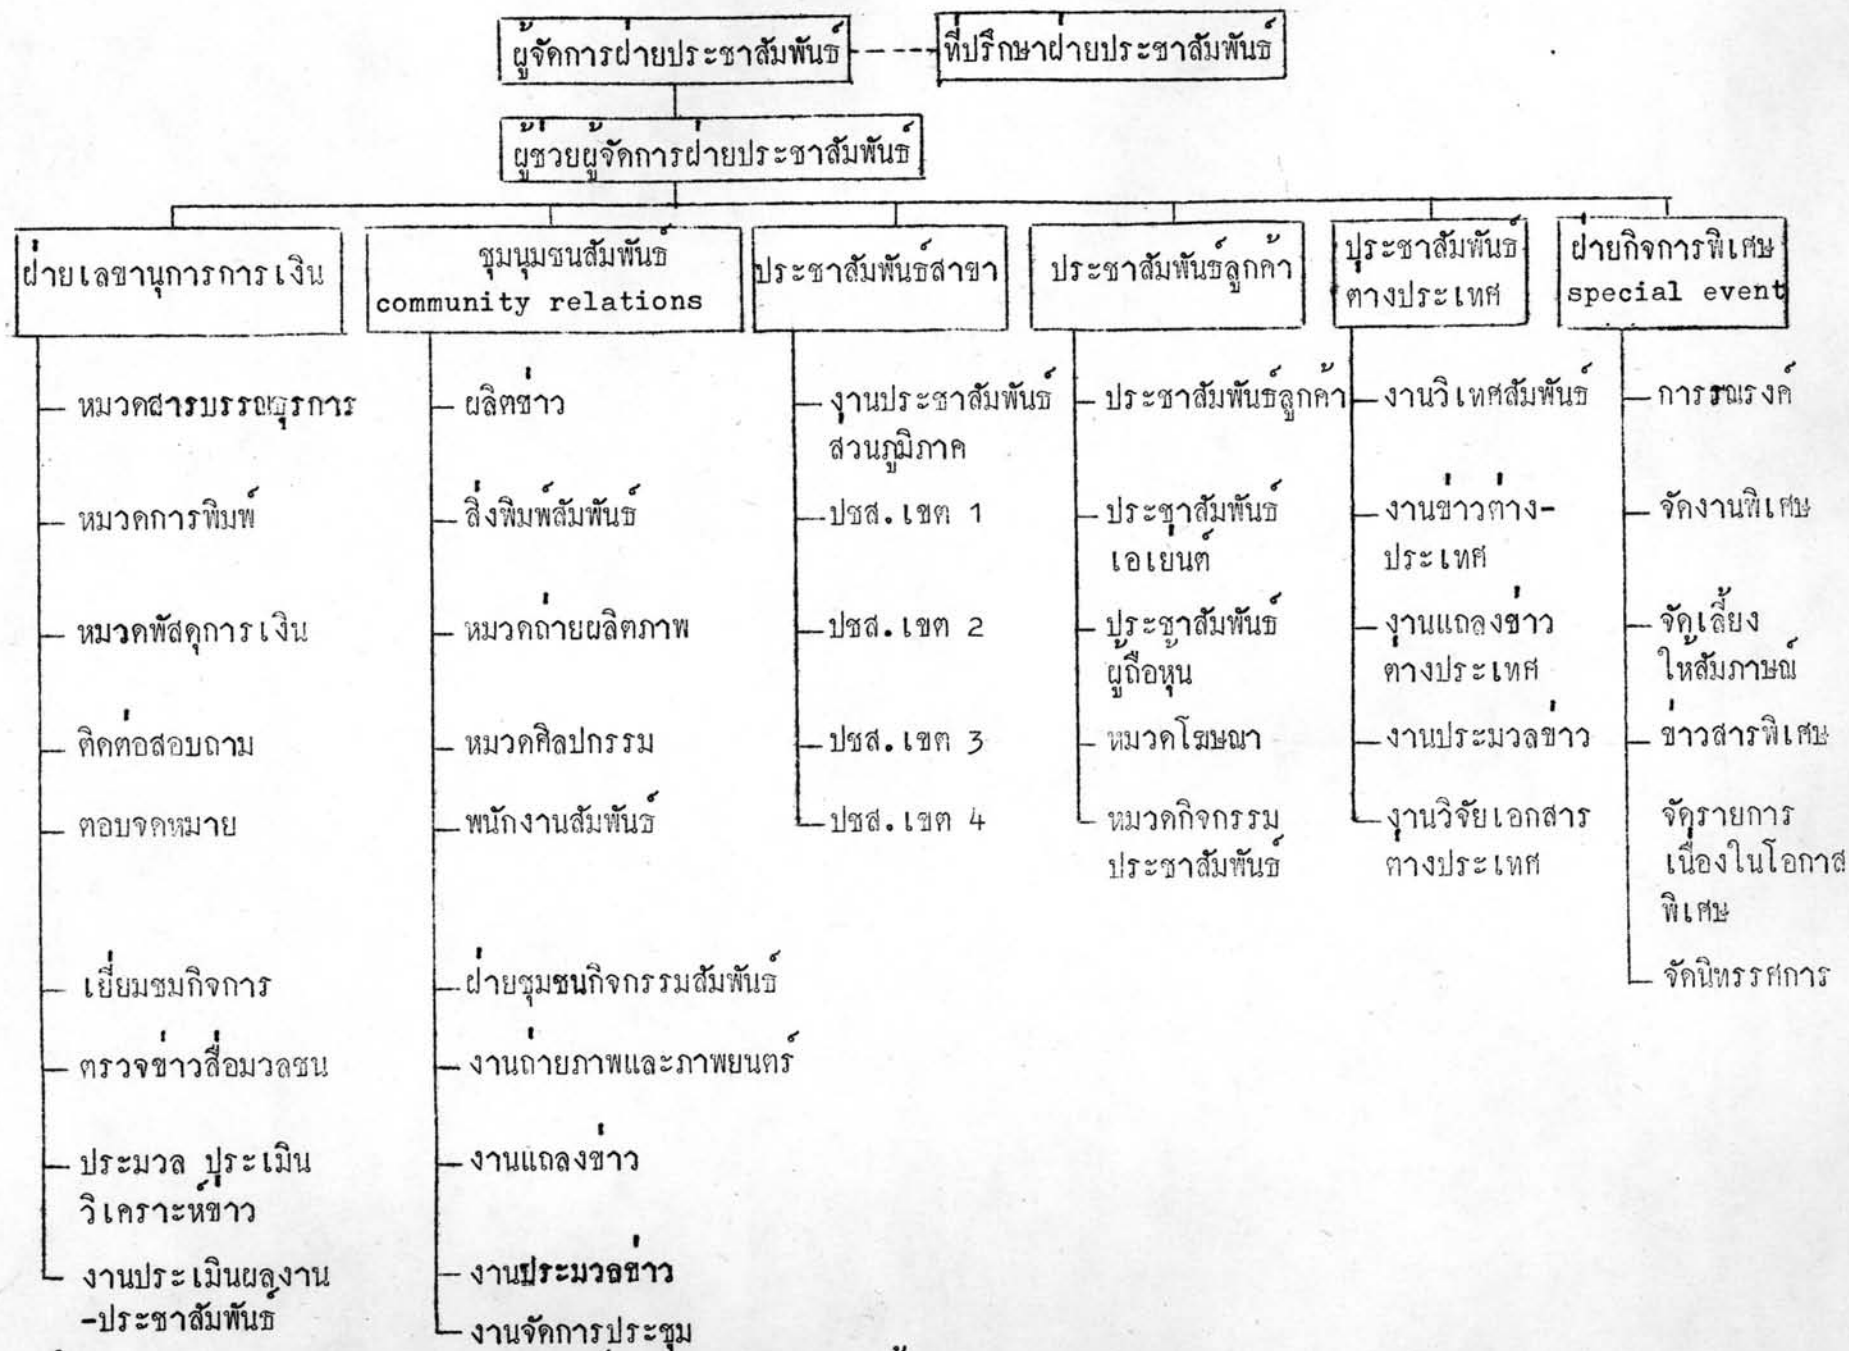 ผู้จัดการฝ่ายประชาสัมพันธ์
ที่ปรึกษาฝ่ายประชาสัมพันธ์
ผู้ช่วยผู้จัดการฝ่ายประชาสัมพันธ์
ฝ่ายเลขานุการการเงิน
หมวดสารบรรณธุรการ
หมวดการพิมพ์
หมวดพัสดุการเงิน
ติดต่อสอบถาม
ตอบจดหมาย
เยี่ยมชมกิจการ
ตรวจข่าวสื่อมวลชน
ประมวล ประเมิน
วิเคราะห์ข่าว
งานประเมินผลงาน
-ประชาสัมพันธ์
ชุมนุมชนสัมพันธ์
community relations
ผลิตข่าว
สิ่งพิมพ์สัมพันธ์
หมวดถ่ายผลิตภาพ
หมวดศิลปกรรม
พนักงานสัมพันธ์
ฝ่ายชุมชนกิจกรรมสัมพันธ์
งานถ่ายภาพและภาพยนตร์
งานแถลงข่าว
งานประมวลข่าว
งานจัดการประชุม
ประชาสัมพันธ์สาขา
งานประชาสัมพันธ์
ส่วนภูมิภาค
ปชส.เขต 1
ปชส.เขต 2
ปชส.เขต 3
ปชส.เขต 4
ประชาสัมพันธ์ลูกค้า
ประชาสัมพันธ์ลูกค้า
ประชาสัมพันธ์
เอเย่นต์
ประชาสัมพันธ์
ผู้ถือหุ้น
หมวดโฆษณา
หมวดกิจกรรม
ประชาสัมพันธ์
ประชาสัมพันธ์
ต่างประเทศ
งานวิเทศสัมพันธ์
งานข่าวต่าง-
ประเทศ
งานแถลงข่าว
ต่างประเทศ
งานประมวลข่าว
งานวิจัยเอกสาร
ต่างประเทศ
ฝ่ายกิจการพิเศษ
special event
การรณรงค์
จัดงานพิเศษ
จัดเลี้ยง
ให้สัมภาษณ์
ข่าวสารพิเศษ
จัดรายการ
เนื่องในโอกาส
พิเศษ
จัดนิทรรศการ